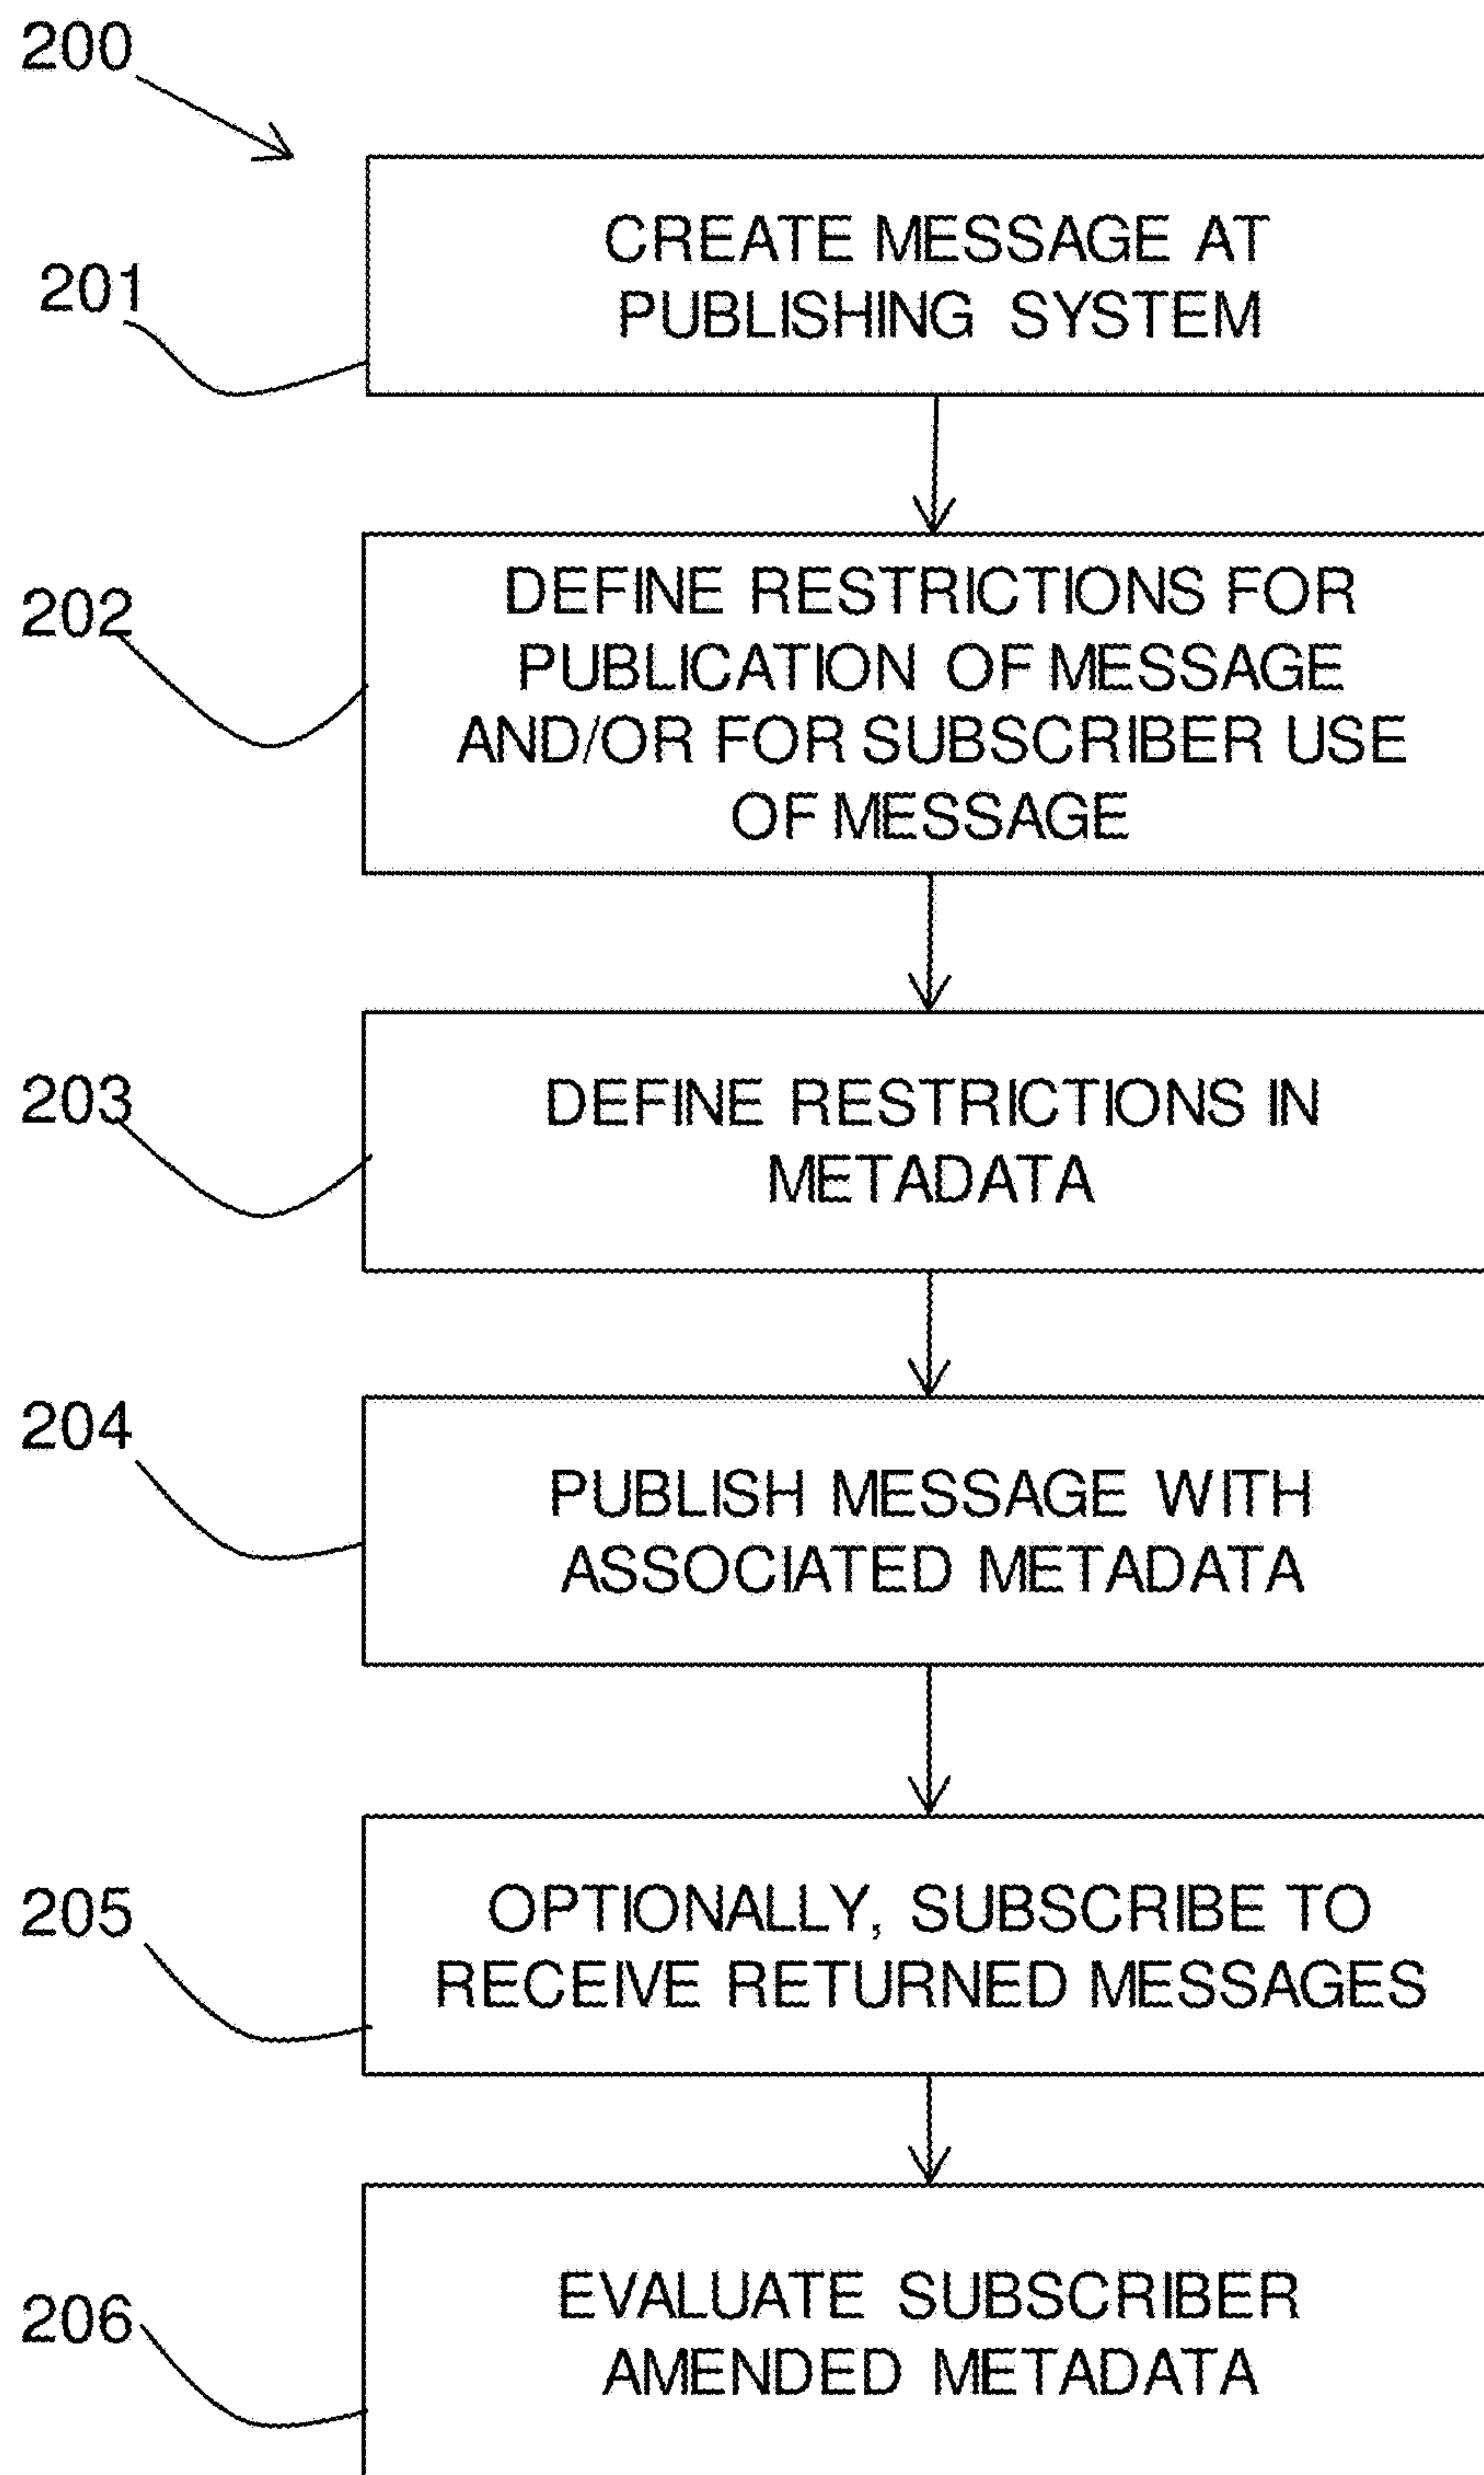 200
201
CREATE MESSAGE AT
PUBLISHING SYSTEM
202
DEFINE RESTRICTIONS FOR
PUBLICATION OF MESSAGE
AND/OR FOR SUBSCRIBER USE
OF MESSAGE
203
DEFINE RESTRICTIONS IN
METADATA
204
PUBLISH MESSAGE WITH
ASSOCIATED METADATA
205
OPTIONALLY, SUBSCRIBE TO
RECEIVE RETURNED MESSAGES
206
EVALUATE SUBSCRIBER
AMENDED METADATA